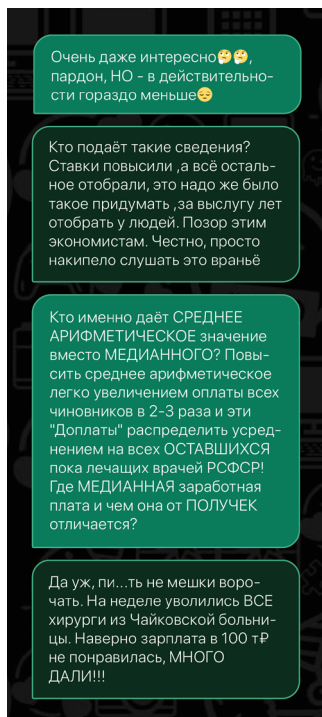 Очень даже интересно🤔🤔,
пардон, НО - в действительно-
сти гораздо меньше😔
Кто подаёт такие сведения?
Ставки повысили ,а всё осталь-
ное отобрали, это надо же было
такое придумать ,за выслугу лет
отобрать у людей. Позор этим
экономистам. Честно, просто
накипело слушать это враньё
Кто именно даёт СРЕДНЕЕ
АРИФМЕТИЧЕСКОЕ значение
вместо МЕДИАННОГО? Повы-
сить среднее арифметическое
легко увеличением оплаты всех
чиновников в 2-3 раза и эти
"Доплаты" распределить усред-
нением на всех ОСТАВШИХСЯ
пока лечащих врачей РСФСР!
Где МЕДИАННАЯ заработная
плата и чем она от ПОЛУЧЕК
отличается?
Да уж, пи...ть не мешки воро-
чать. На неделе уволились ВСЕ
хирурги из Чайковской больни-
цы. Наверно зарплата в 100 т₽
не понравилась, МНОГО
ДАЛИ!!!